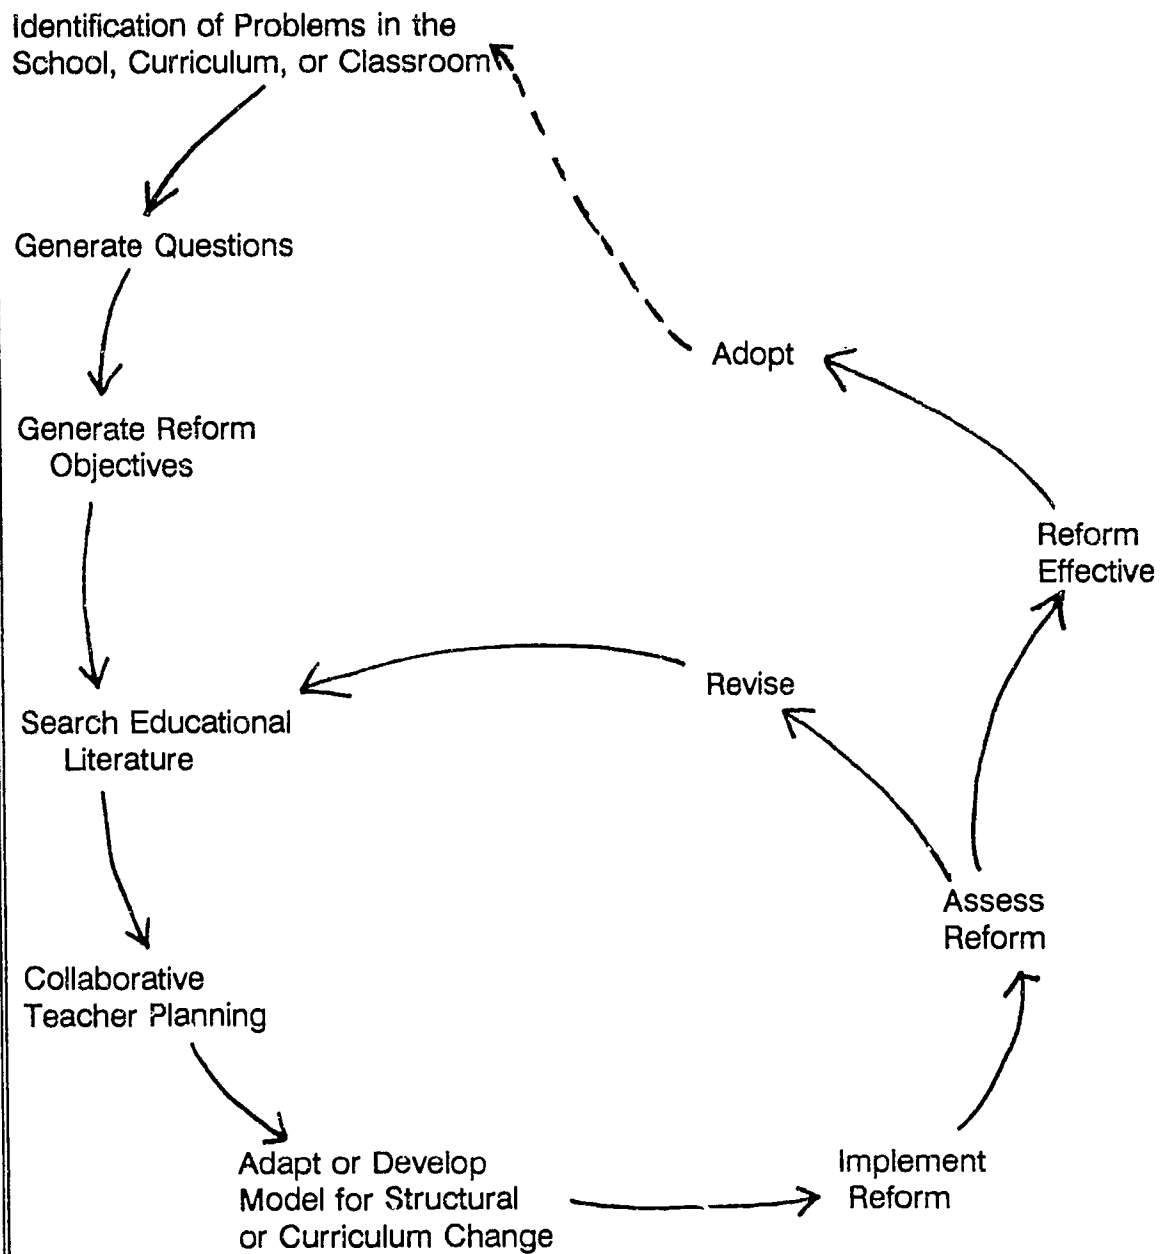 Identification of Problems in the
School, Curriculum, or Classroom
Generate Questions
Adopt
Generate Reform
Objectives
Reform
Effective
Revise
Search Educational
Literature
Assess
Reform
Collaborative
Teacher Planning
Adapt or Develop
Model for Structural
or Curriculum Change
Implement
Reform